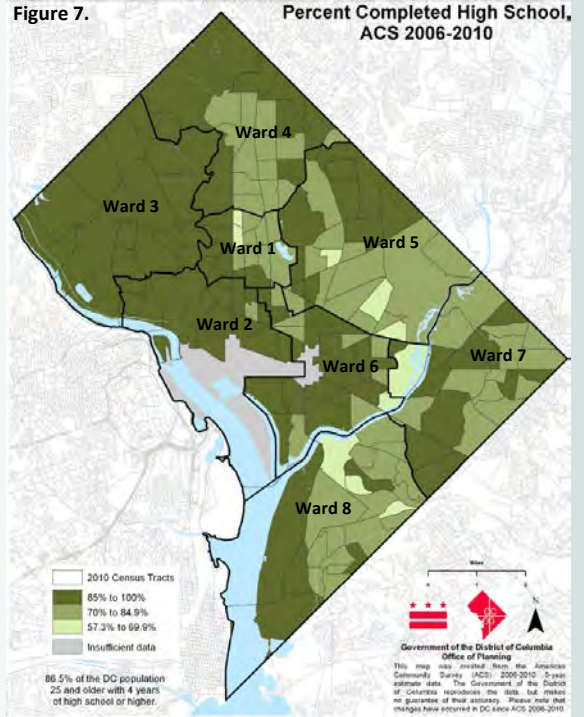 Figure 7.
Percent Completed High School,
ACS 2006-2010
Ward 4
Ward 3
Ward 1
Ward 5
Ward 2
Ward 6
Ward 7
Ward 8
2010 Census Tracts
85% to 100%
70% to 84.9%
57.3% to 69.9%
Insufficient data
86.5% of the DC population
25 and older with 4 years
of high school or higher.
Miles
N
Government of the District of Columbia
Office of Planning
This map was created from the American
Community Survey (ACS) 2006-2010 5-year
estimate data. The Government of the District
of Columbia reproduces the data, but makes
no guarantee of their accuracy. Please note that
changes have occurred in DC since ACS 2006-2010.